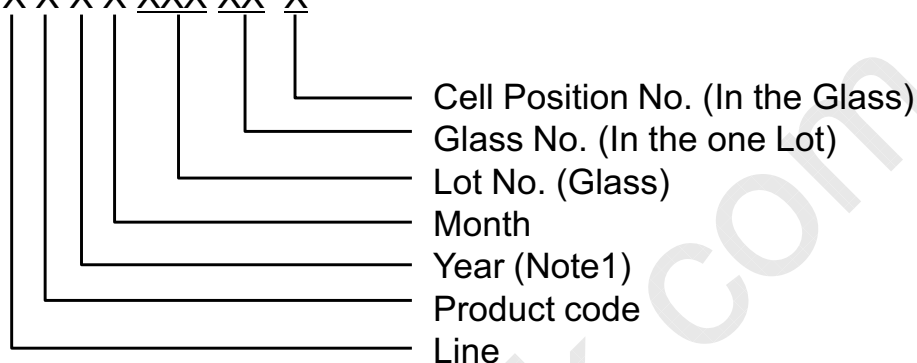 X X X X XXX XX X
Cell Position No. (In the Glass)
Glass No. (In the one Lot)
Lot No. (Glass)
Month
Year (Note1)
Product code
Line